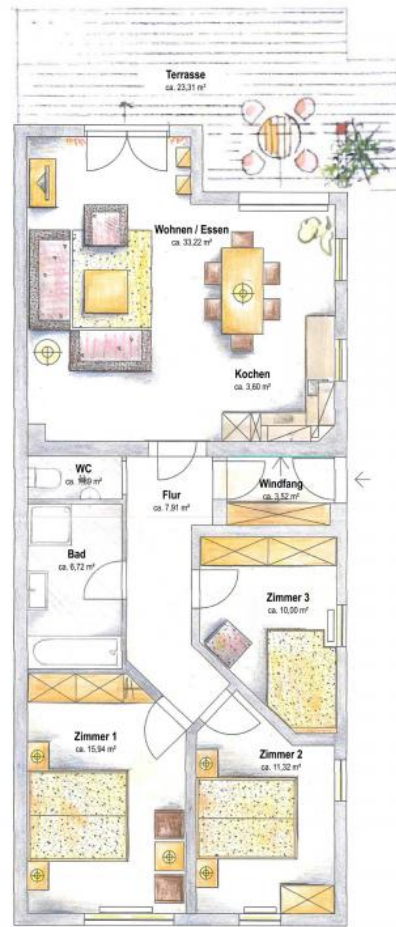 Terrasse
ca. 23,31 m²
Wohnen / Essen
ca. 33,22 m²
Kochen
ca. 3,60 m²
WC
ca. m²
Flur
ca. 7,91 m²
Windfang
ca. 3,52 m²
Bad
ca. 6,72 m²
Zimmer 3
ca. 10,00 m²
Zimmer 1
ca. 15,94 m²
Zimmer 2
ca. 11,32 m²